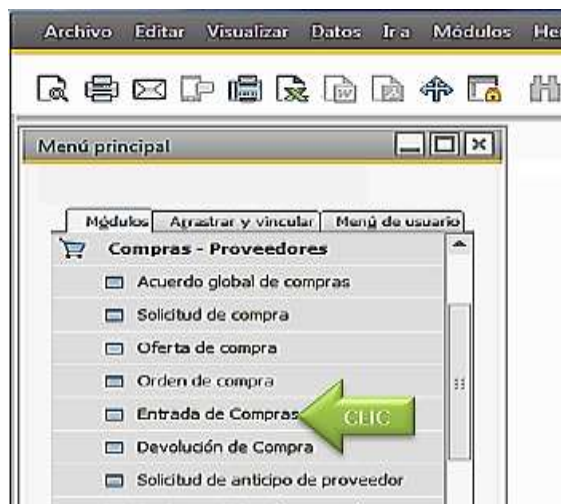 Archivo Editar Visualizar Datos Ir a Módulos
Menú principal
Módulos Arrastrar y vincular Menú de usuario
Compras - Proveedores
Acuerdo global de compras
Solicitud de compra
Oferta de compra
Orden de compra
Entrada de Compras CLIC
Devolución de Compra
Solicitud de anticipo de proveedor